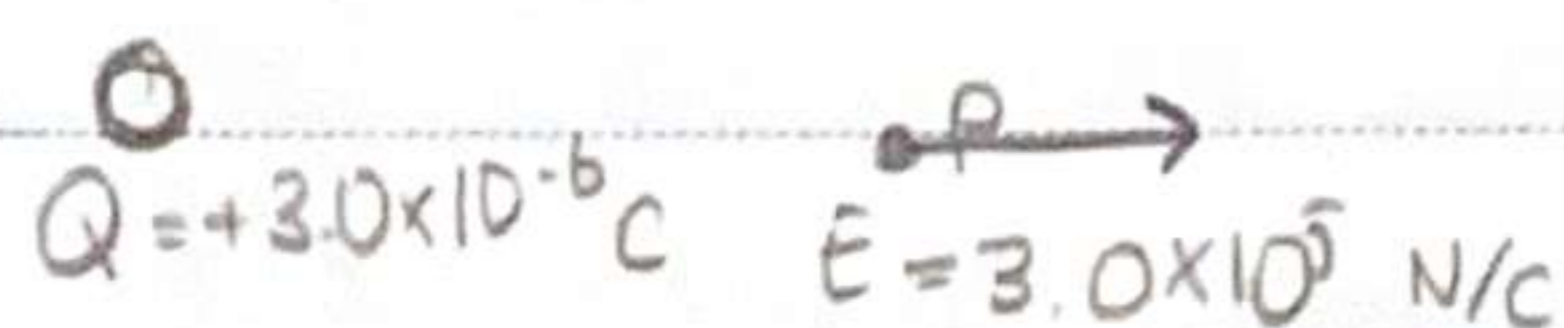 P
Q = +3.0×10⁻⁶ C
E = 3.0×10⁵ N/C